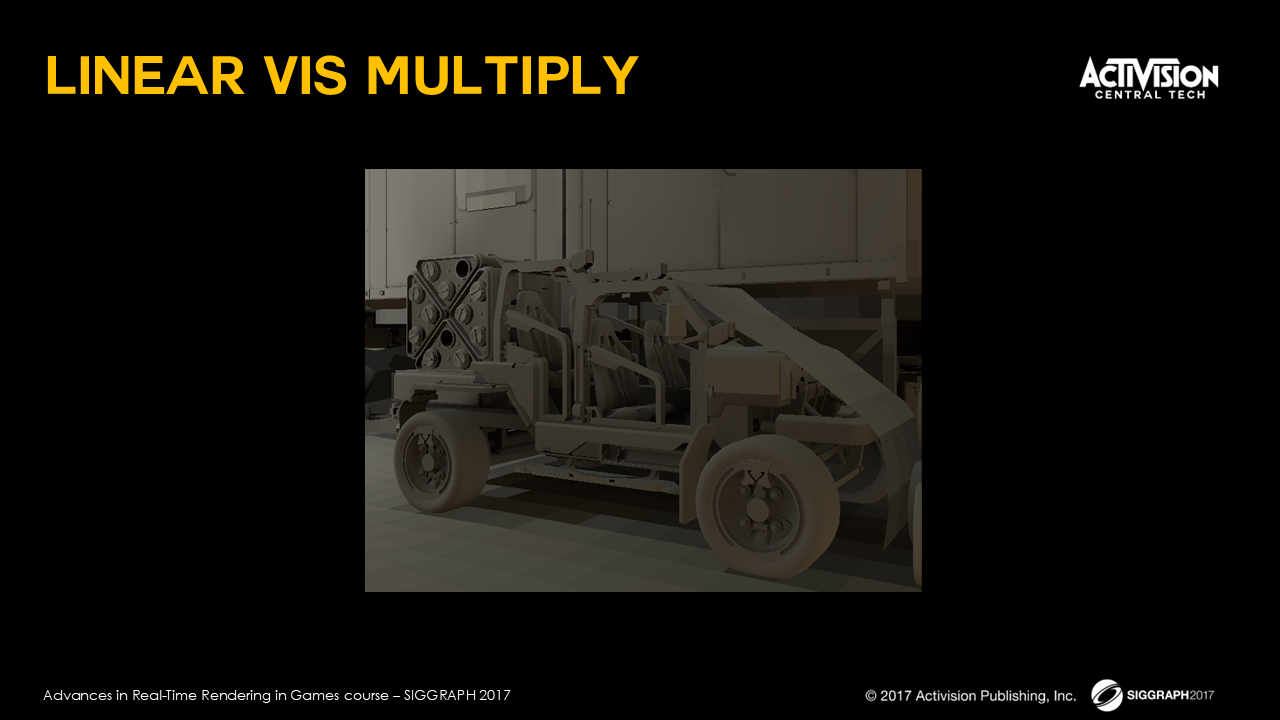 LINEAR VIS MULTIPLY
ACTIVISION
CENTRAL TECH
Advances in Real-Time Rendering in Games course – SIGGRAPH 2017
© 2017 Activision Publishing, Inc.
SIGGRAPH2017